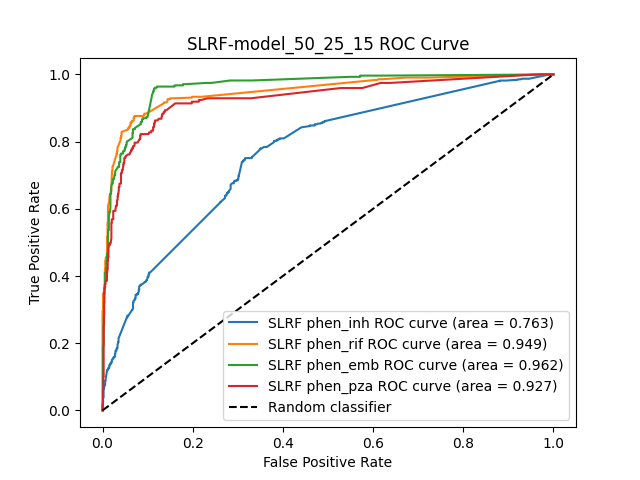 SLRF-model_50_25_15 ROC Curve
True Positive Rate
1.0
0.8
0.6
0.4
0.2
0.0
SLRF phen_inh ROC curve (area = 0.763)
SLRF phen_rif ROC curve (area = 0.949)
SLRF phen_emb ROC curve (area = 0.962)
SLRF phen_pza ROC curve (area = 0.927)
Random classifier
0.0 0.2 0.4 0.6 0.8 1.0
False Positive Rate